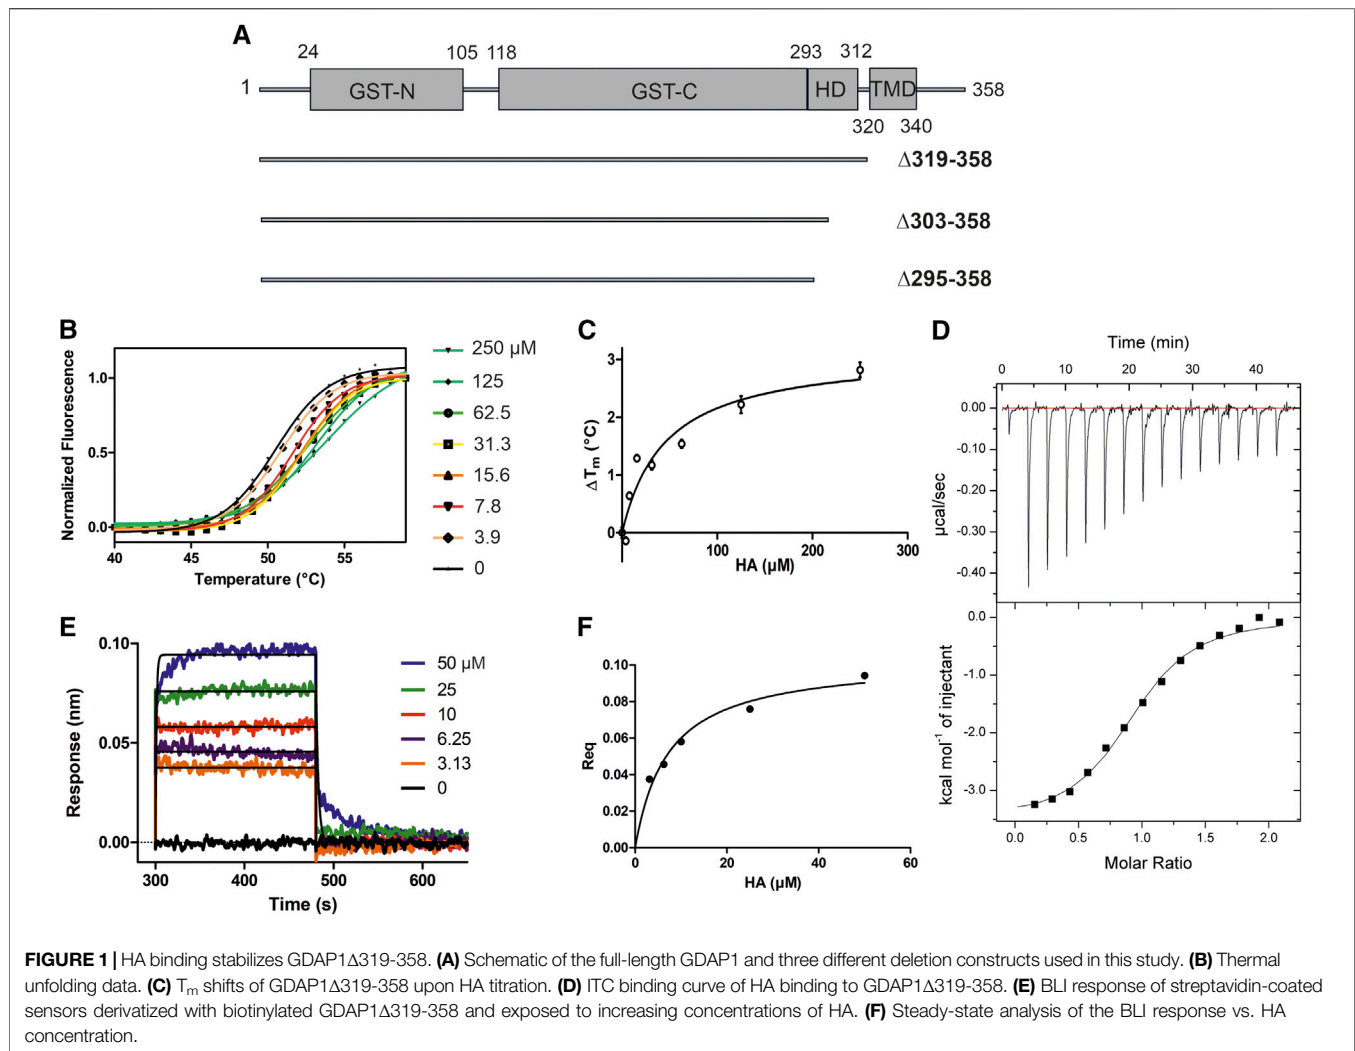 A
24 105 118 293 312
1 GST-N GST-C HD TMD 358
320 340
Δ319-358
Δ303-358
Δ295-358
B
Normalized Fluorescence
1.0
0.5
0.0
40 45 50 55
Temperature (°C)
250 µM
125
62.5
31.3
15.6
7.8
3.9
0
C
Δ Tm (°C)
3
2
1
0
100 200 300
HA (µM)
D
Time (min)
0 10 20 30 40
µcal/sec
0.00
-0.10
-0.20
-0.30
-0.40
kcal mol-1 of injectant
0.0
-1.0
-2.0
-3.0
0.0 0.5 1.0 1.5 2.0
Molar Ratio
E
Response (nm)
0.10
0.05
0.00
300 400 500 600
Time (s)
50 µM
25
10
6.25
3.13
0
F
Req
0.10
0.08
0.06
0.04
0.02
0.00
0 20 40 60
HA (µM)
FIGURE 1 | HA binding stabilizes GDAP1Δ319-358. (A) Schematic of the full-length GDAP1 and three different deletion constructs used in this study. (B) Thermal
unfolding data. (C) Tm shifts of GDAP1Δ319-358 upon HA titration. (D) ITC binding curve of HA binding to GDAP1Δ319-358. (E) BLI response of streptavidin-coated
sensors derivatized with biotinylated GDAP1Δ319-358 and exposed to increasing concentrations of HA. (F) Steady-state analysis of the BLI response vs. HA
concentration.